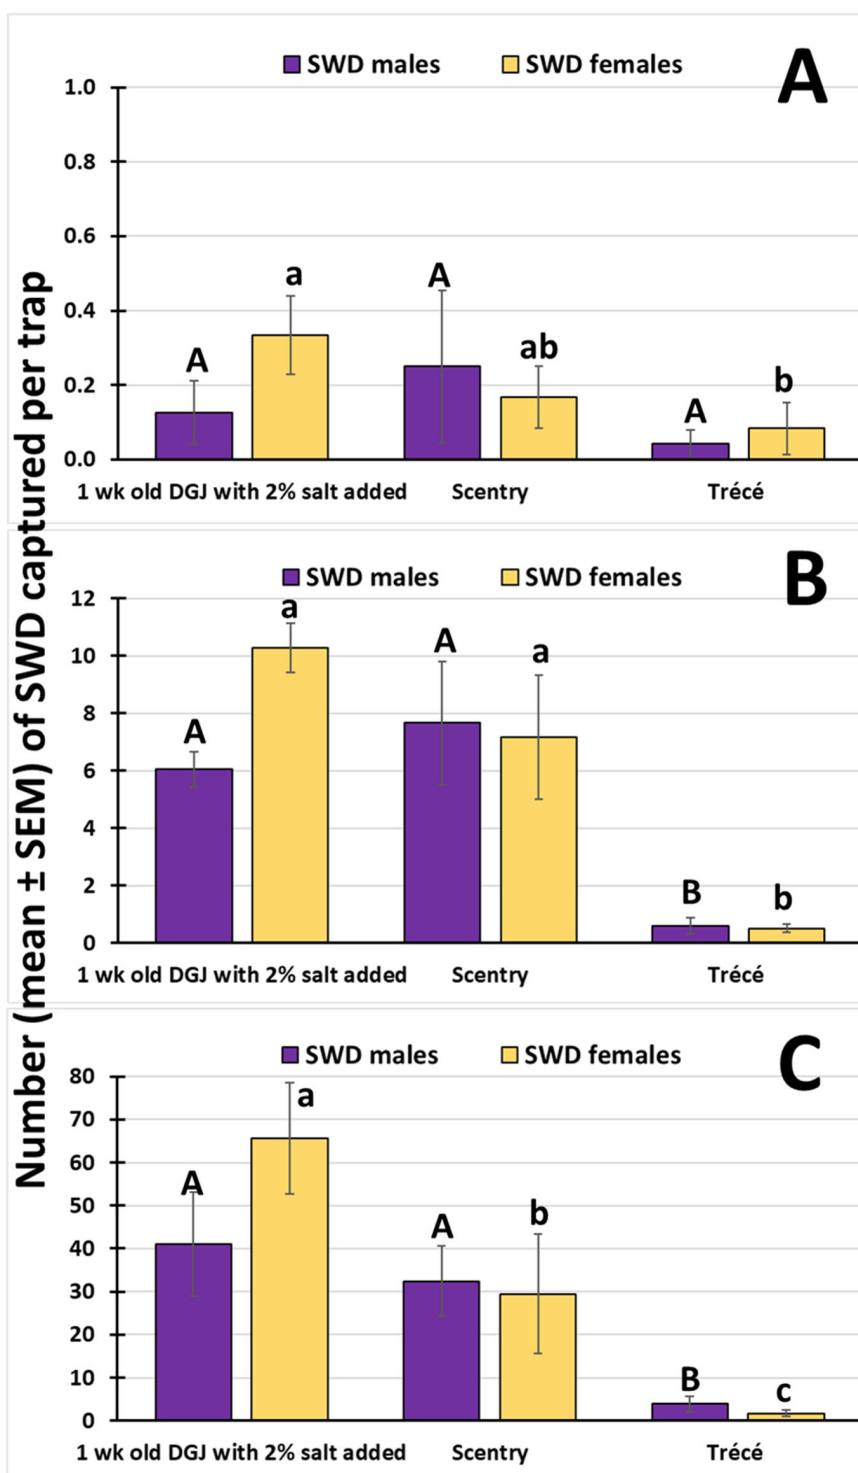 Number (mean ± SEM) of SWD captured per trap
SWD males SWD females
A
1.0
0.8
0.6
0.4
0.2
0.0
A a A ab A b
1 wk old DGJ with 2% salt added Scentry Trécé
SWD males SWD females
B
12
10
8
6
4
2
0
A a A a B b
1 wk old DGJ with 2% salt added Scentry Trécé
SWD males SWD females
C
80
70
60
50
40
30
20
10
0
A a A b B c
1 wk old DGJ with 2% salt added Scentry Trécé